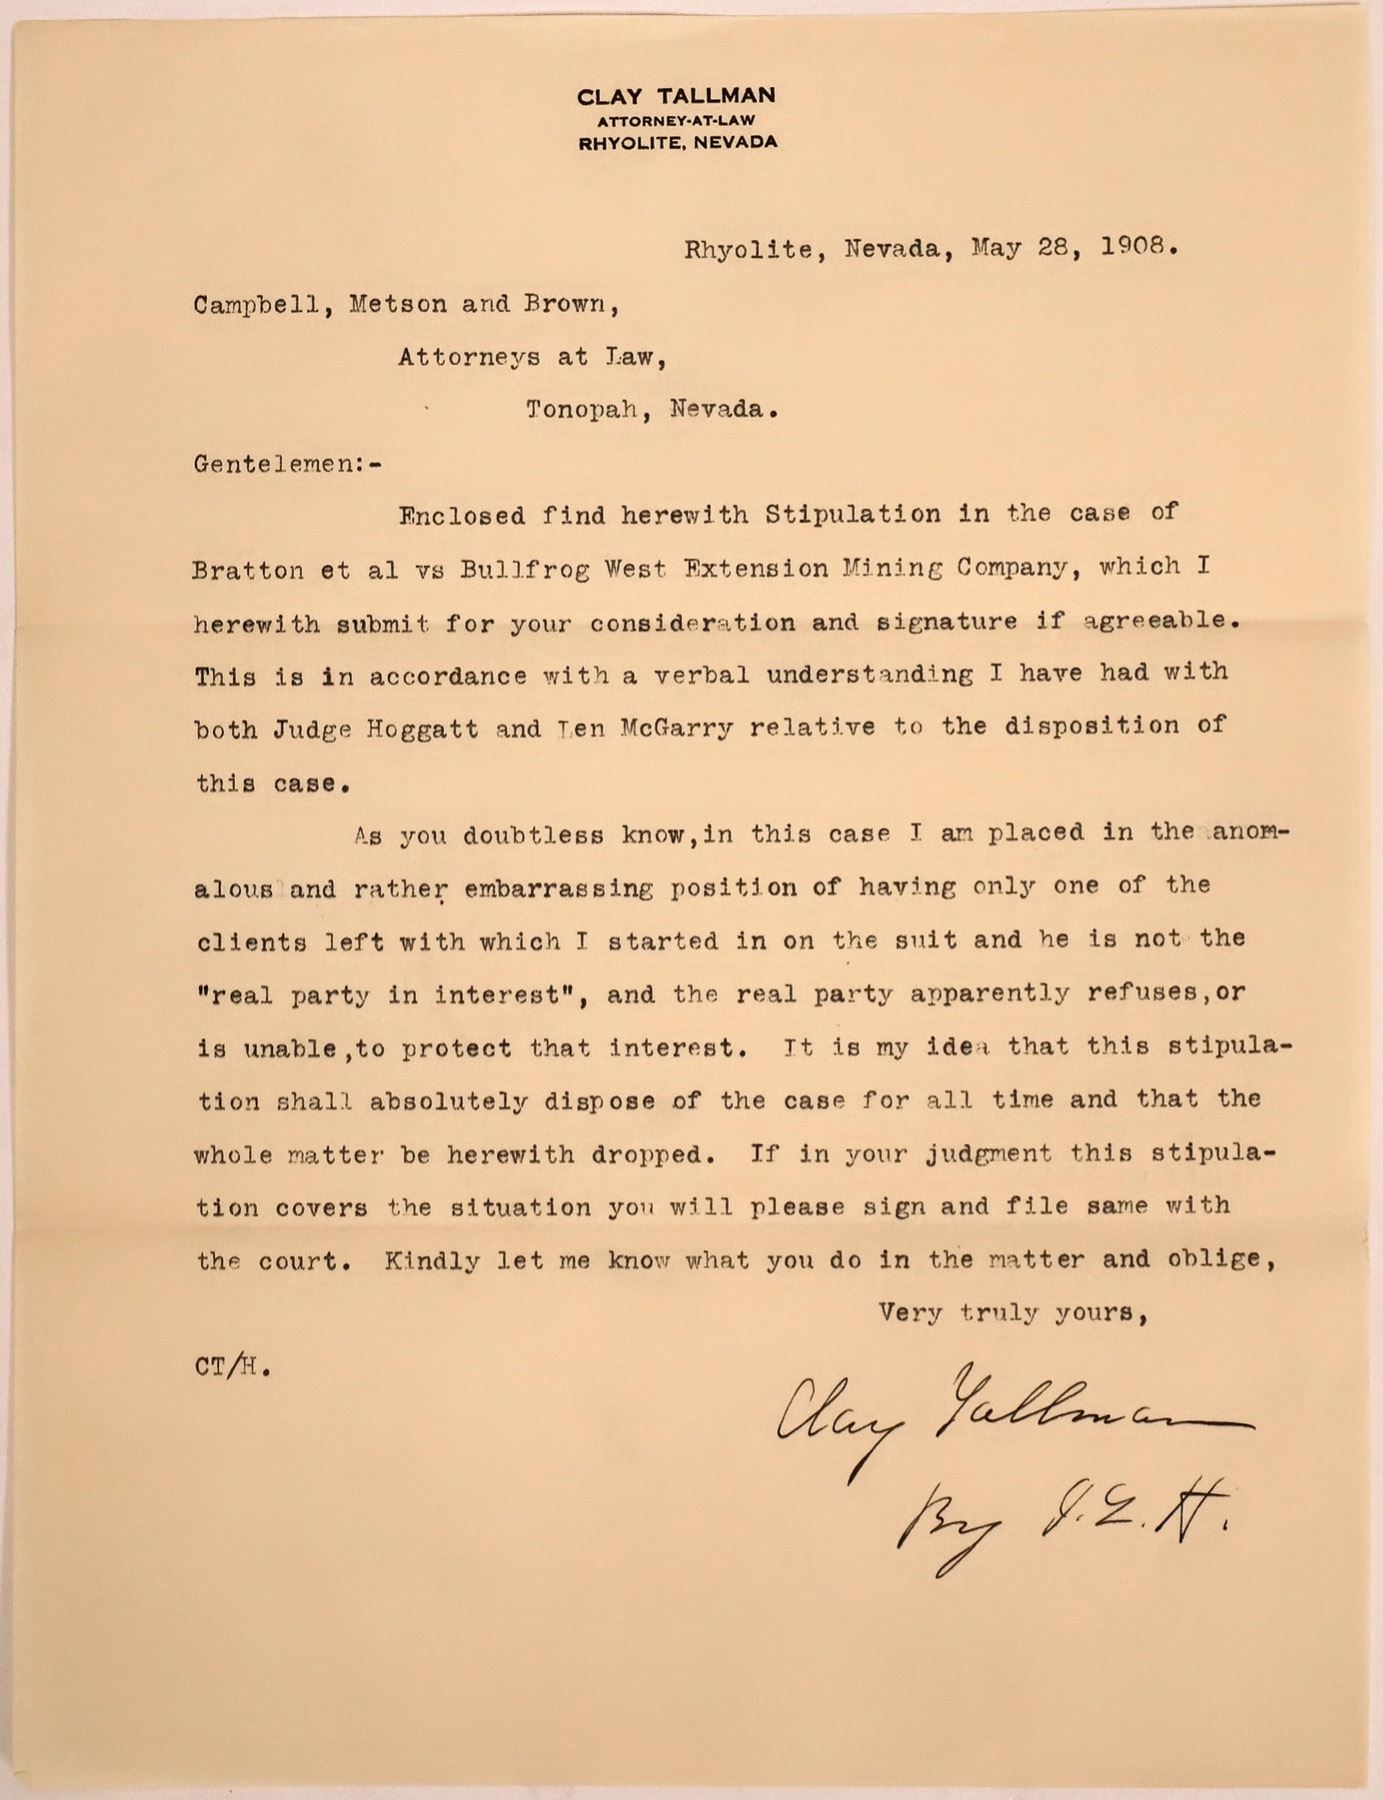 CLAY TALLMAN
ATTORNEY-AT-LAW
RHYOLITE, NEVADA
Rhyolite, Nevada, May 28, 1908.
Campbell, Metson and Brown,
Attorneys at Law,
Tonopah, Nevada.
Gentelemen:-
Enclosed find herewith Stipulation in the case of
Bratton et al vs Bullfrog West Extension Mining Company, which I
herewith submit for your consideration and signature if agreeable.
This is in accordance with a verbal understanding I have had with
both Judge Hoggatt and Len McGarry relative to the disposition of
this case.
As you doubtless know,in this case I am placed in the anom-
alous and rather embarrassing position of having only one of the
clients left with which I started in on the suit and he is not the
"real party in interest", and the real party apparently refuses,or
is unable,to protect that interest. It is my idea that this stipula-
tion shall absolutely dispose of the case for all time and that the
whole matter be herewith dropped. If in your judgment this stipula-
tion covers the situation you will please sign and file same with
the court. Kindly let me know what you do in the matter and oblige,
Very truly yours,
CT/H.
Clay Tallman
By J.E.H.